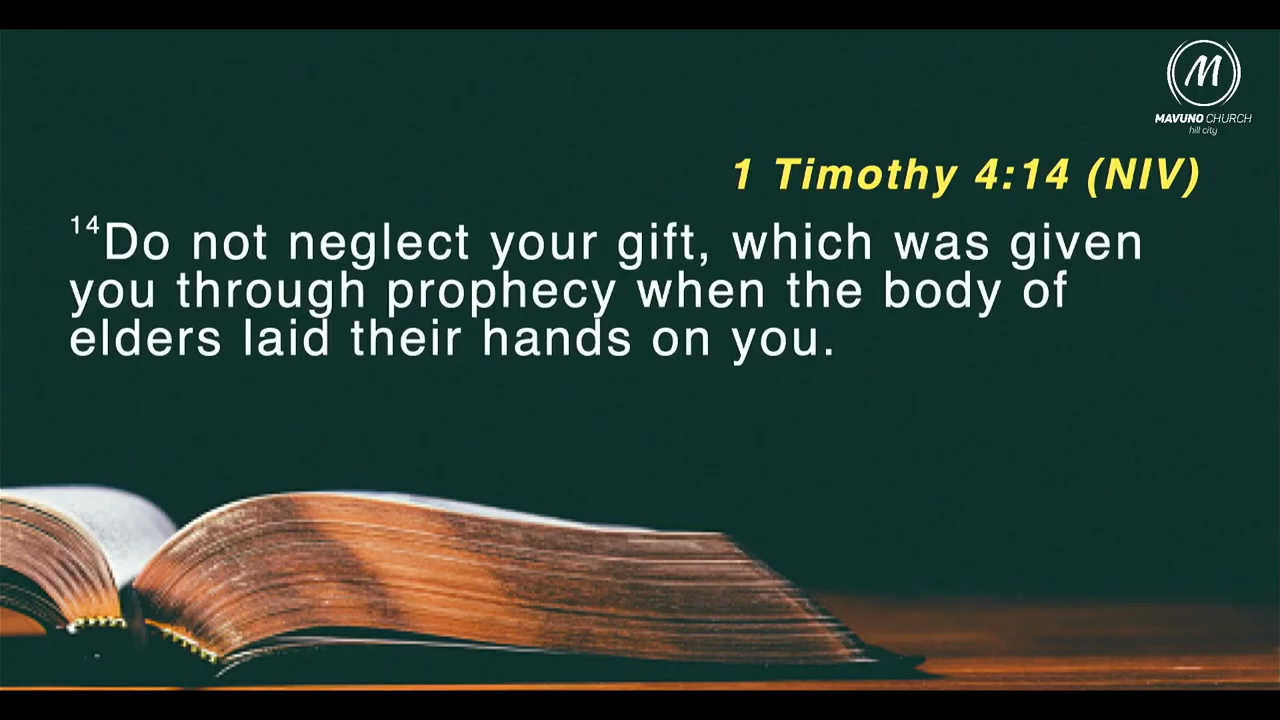 M
MAVUNO CHURCH
hill city
1 Timothy 4:14 (NIV)
14Do not neglect your gift, which was given
you through prophecy when the body of
elders laid their hands on you.